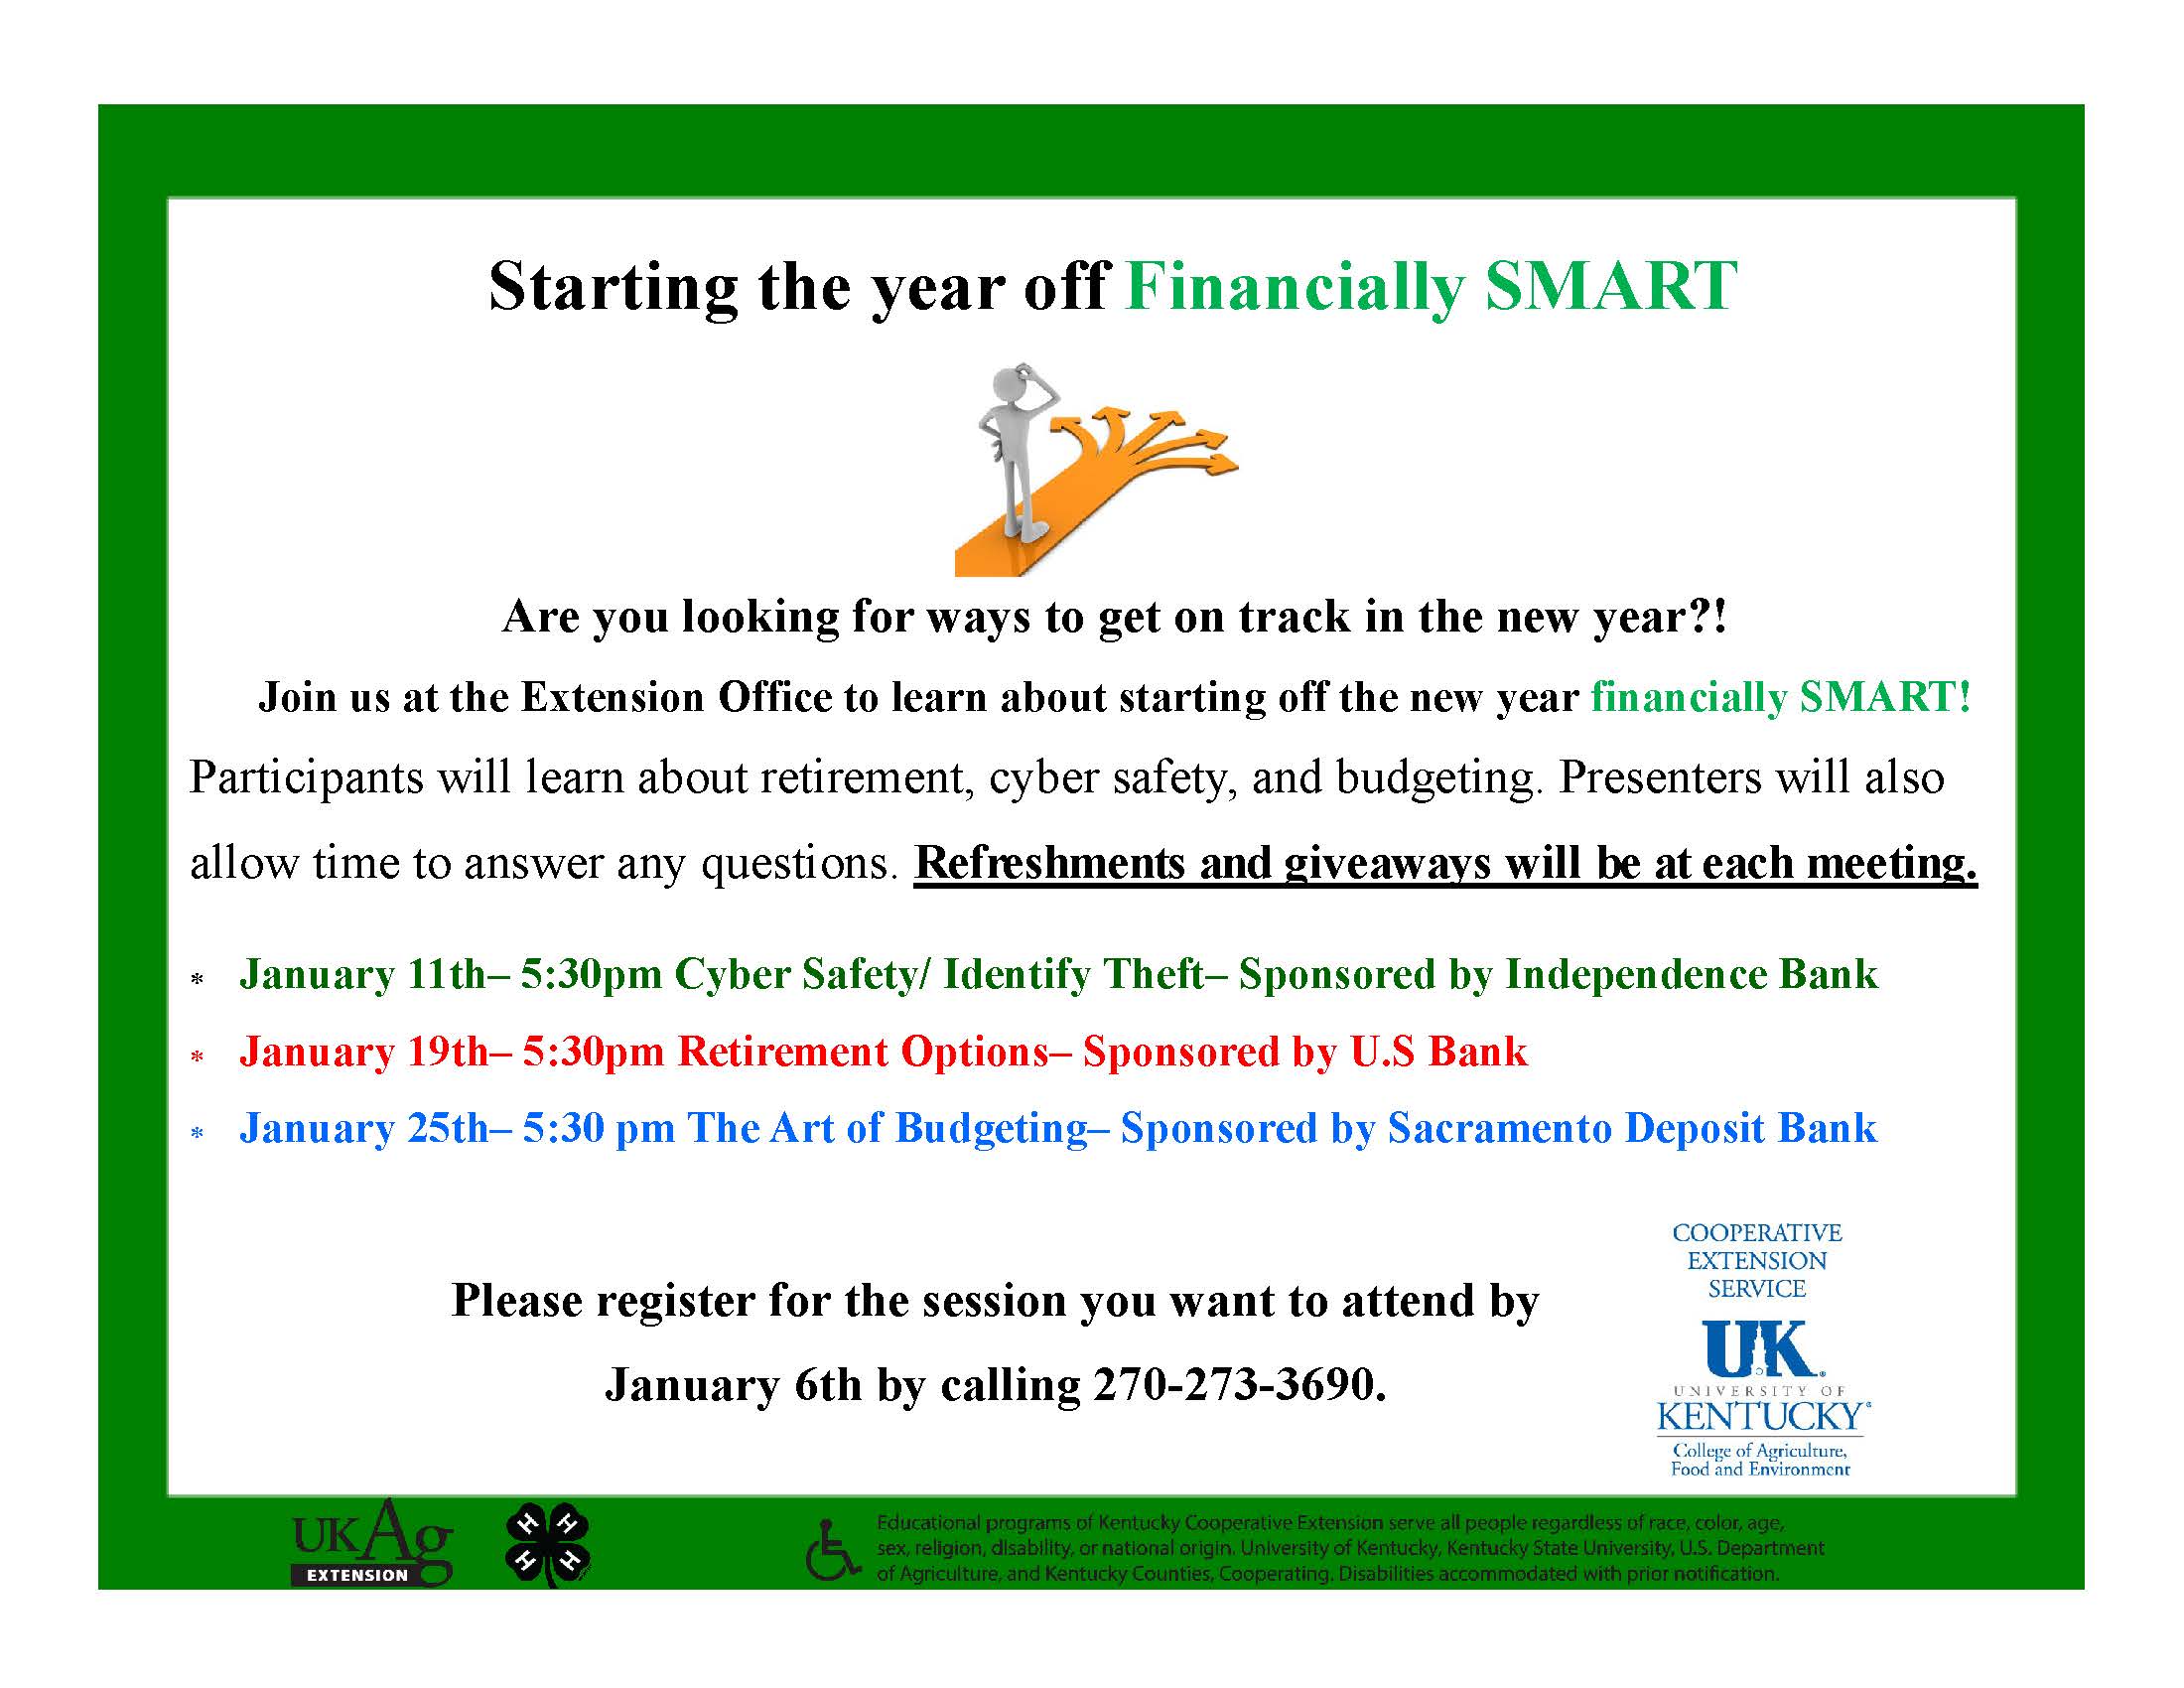 Starting the year off Financially SMART
Are you looking for ways to get on track in the new year?!
Join us at the Extension Office to learn about starting off the new year financially SMART!
Participants will learn about retirement, cyber safety, and budgeting. Presenters will also
allow time to answer any questions. Refreshments and giveaways will be at each meeting.
* January 11th– 5:30pm Cyber Safety/ Identify Theft– Sponsored by Independence Bank
* January 19th– 5:30pm Retirement Options– Sponsored by U.S Bank
* January 25th– 5:30 pm The Art of Budgeting– Sponsored by Sacramento Deposit Bank
Please register for the session you want to attend by
January 6th by calling 270-273-3690.
COOPERATIVE
EXTENSION
SERVICE
UK®
UNIVERSITY OF
KENTUCKY®
College of Agriculture,
Food and Environment
UKAg
EXTENSION
H H
H H
Educational programs of Kentucky Cooperative Extension serve all people regardless of race, color, age,
sex, religion, disability, or national origin. University of Kentucky, Kentucky State University, U.S. Department
of Agriculture, and Kentucky Counties, Cooperating. Disabilities accommodated with prior notification.